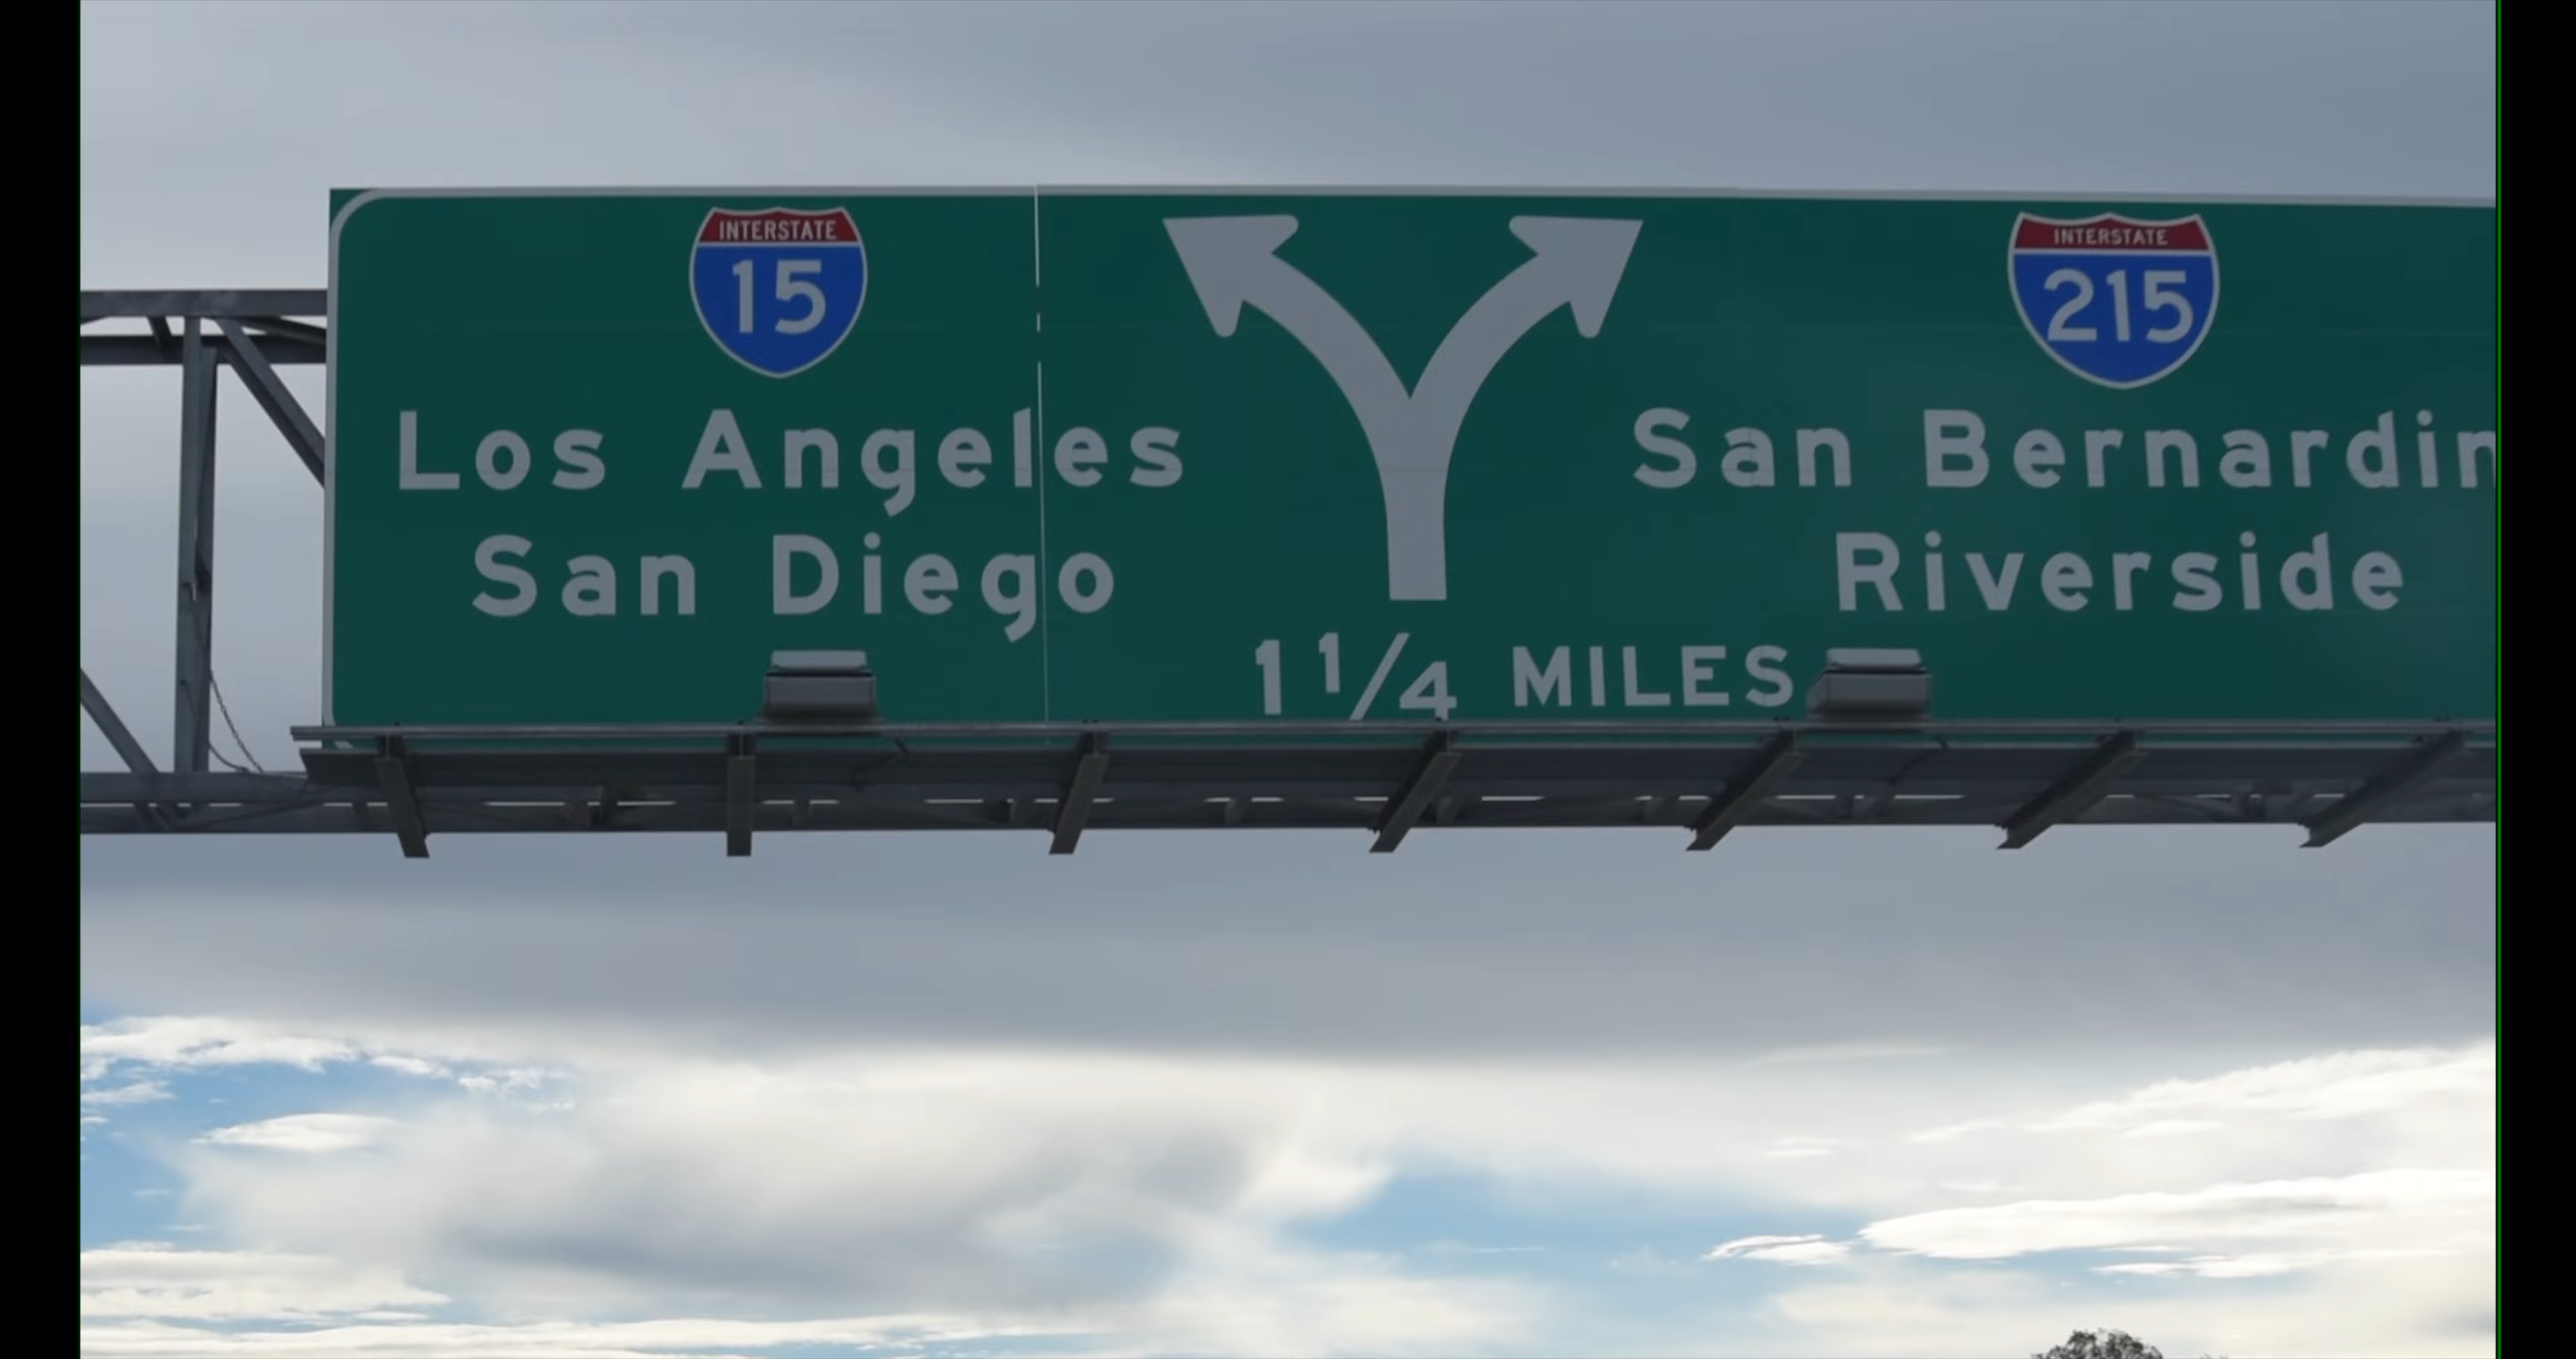 INTERSTATE
15
Los Angeles
San Diego
INTERSTATE
215
San Bernardin
Riverside
1 1/4 MILES